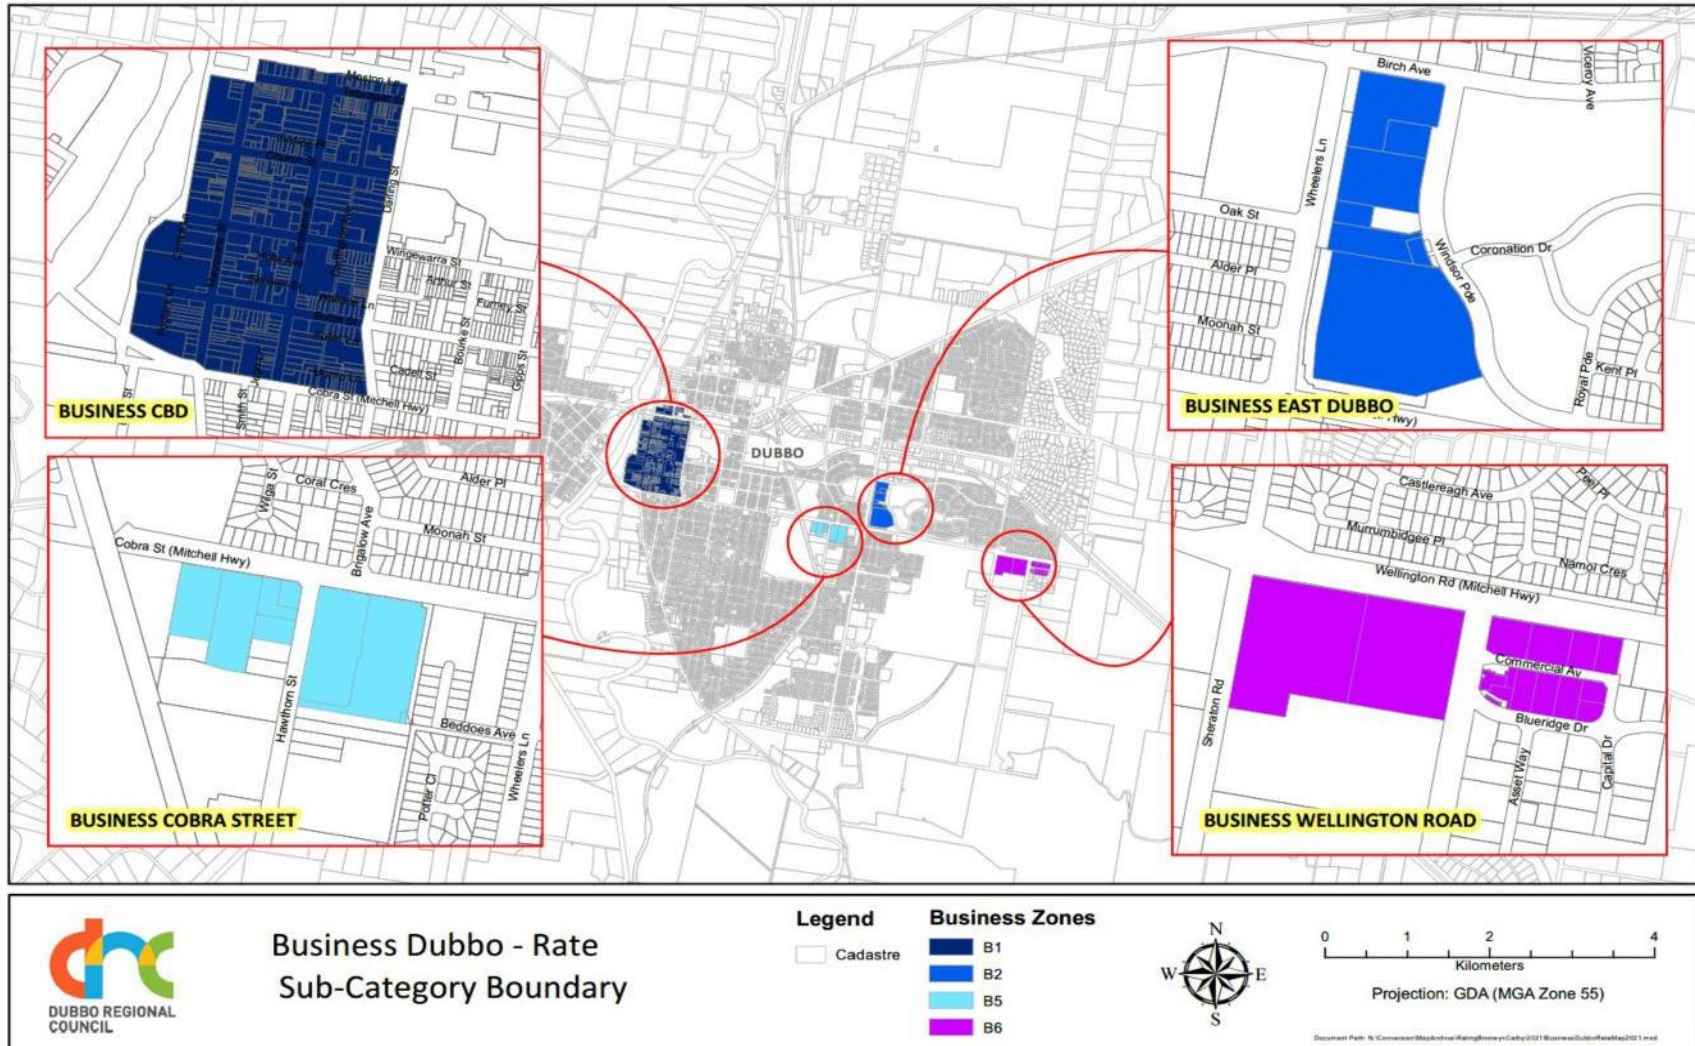 Moston Ln
Darling St
Wingewarra St
Arthur St
Furney St
Bourke St
Gipps St
Cadell St
Cobra St (Mitchell Hwy)
Smith St
BUSINESS CBD
Birch Ave
Viceroy Ave
Wheelers Ln
Oak St
Alder Pl
Moonah St
Coronation Dr
Windsor Pde
Royal Pde
Kent Pl
Hwy)
BUSINESS EAST DUBBO
DUBBO
Wilga St
Coral Cres
Alder Pl
Brigalow Ave
Moonah St
Cobra St (Mitchell Hwy)
Hawthorn St
Beddoes Ave
Potter Cl
Wheelers Ln
BUSINESS COBRA STREET
Castlereagh Ave
Peel Pl
Murrumbidgee Pl
Namoi Cres
Wellington Rd (Mitchell Hwy)
Commercial Av
Blueridge Dr
Sheraton Rd
Asset Way
Capital Dr
BUSINESS WELLINGTON ROAD
DUBBO REGIONAL
COUNCIL
Business Dubbo - Rate
Sub-Category Boundary
Legend
Cadastre
Business Zones
B1
B2
B5
B6
N
W E
S
0 1 2 4
Kilometers
Projection: GDA (MGA Zone 55)